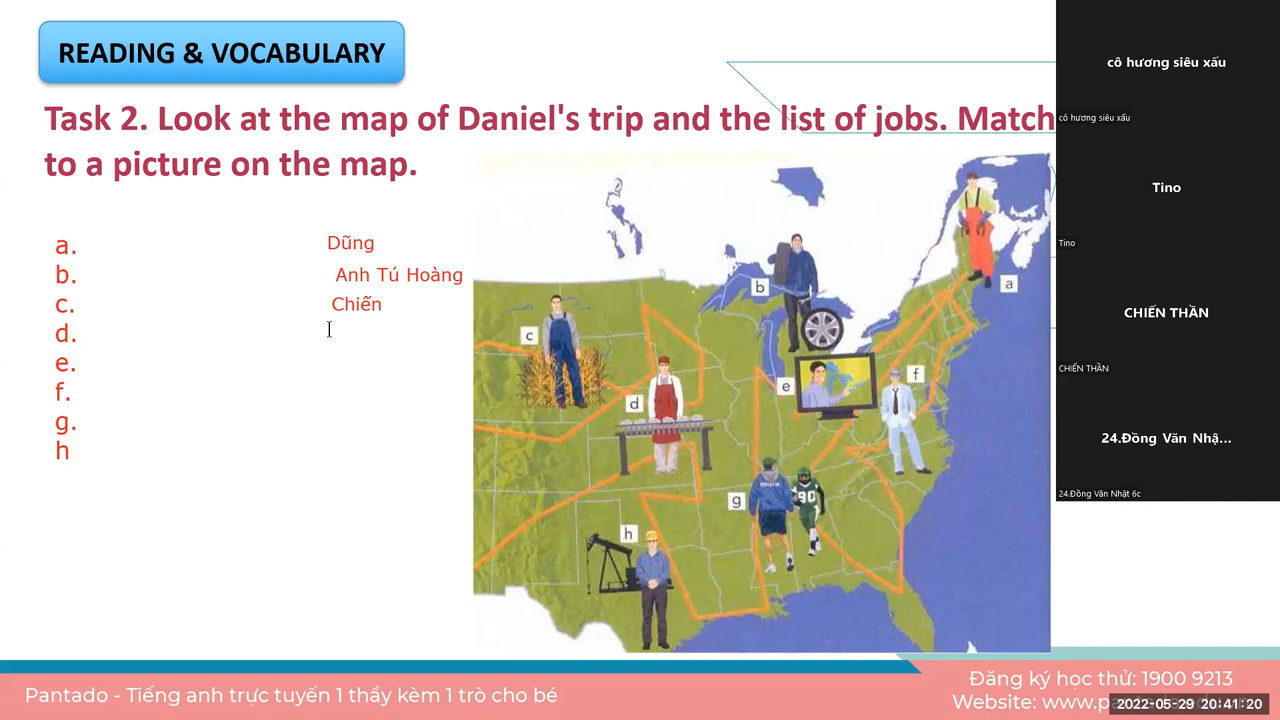 READING & VOCABULARY
Task 2. Look at the map of Daniel's trip and the list of jobs. Match
to a picture on the map.
a.
Dũng
b.
Anh Tú Hoàng
c.
Chiến
d.
e.
f.
g.
h
a
b
c
d
e
f
g
h
90
cô hương siêu xấu
cô hương siêu xấu
Tino
Tino
CHIẾN THẦN
CHIẾN THẦN
24.Đồng Văn Nhậ...
24.Đồng Văn Nhật 6c
Pantado - Tiếng anh trực tuyến 1 thầy kèm 1 trò cho bé
Đăng ký học thử: 1900 9213
Website: www.p
2022-05-29 20:41:20